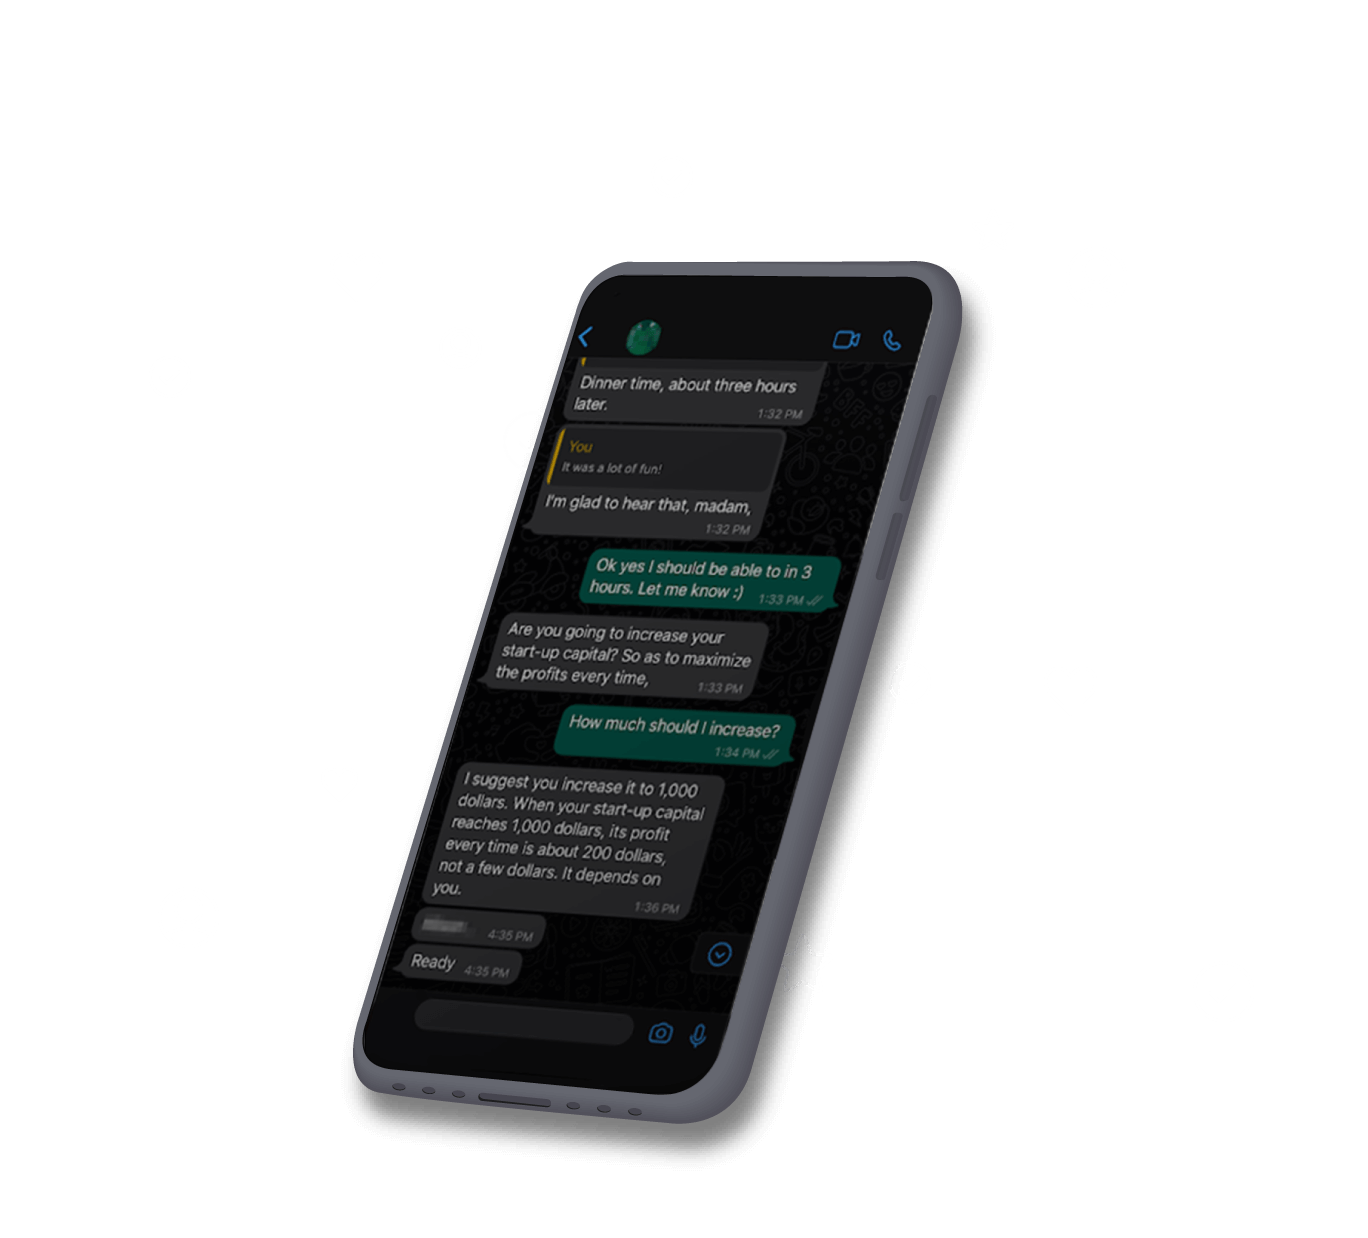 Dinner time, about three hours
later.
1:32 PM
You
It was a lot of fun!
I'm glad to hear that, madam,
1:32 PM
Ok yes I should be able to in 3
hours. Let me know :) 1:33 PM
Are you going to increase your
start-up capital? So as to maximize
the profits every time, 1:33 PM
How much should I increase?
1:34 PM
I suggest you increase it to 1,000
dollars. When your start-up capital
reaches 1,000 dollars, its profit
every time is about 200 dollars,
not a few dollars. It depends on
you.
1:36 PM
4:35 PM
Ready 4:35 PM